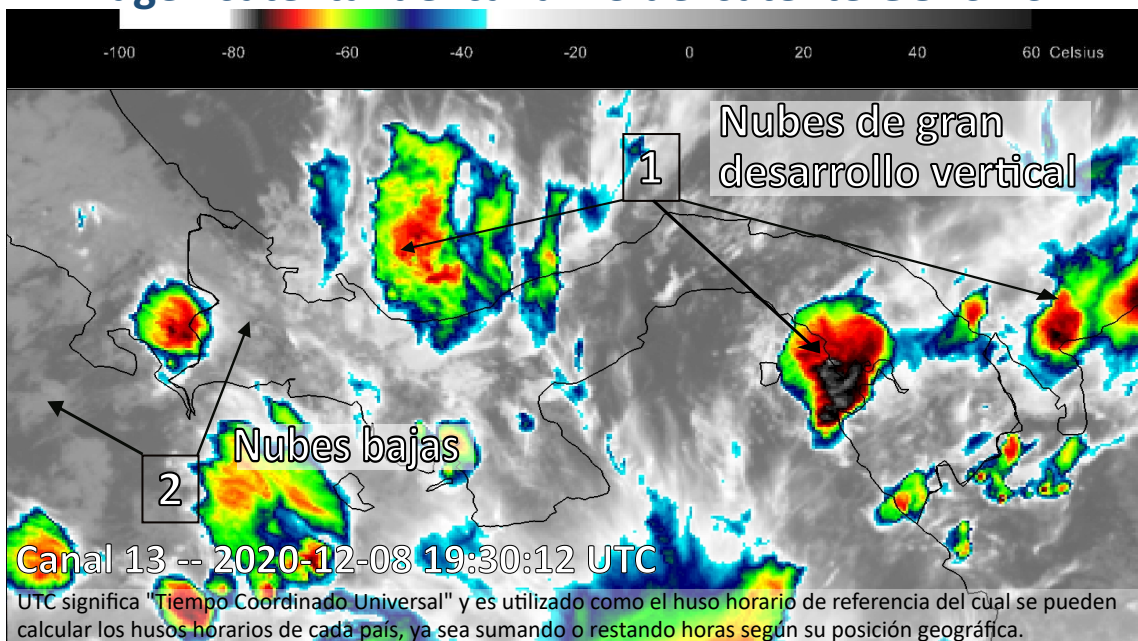 -100 -80 -60 -40 -20 0 20 40 60 Celsius
Nubes de gran
desarrollo vertical
1
Nubes bajas
2
Canal 13 -- 2020-12-08 19:30:12 UTC
UTC significa "Tiempo Coordinado Universal" y es utilizado como el huso horario de referencia del cual se pueden
calcular los husos horarios de cada país, ya sea sumando o restando horas según su posición geográfica.